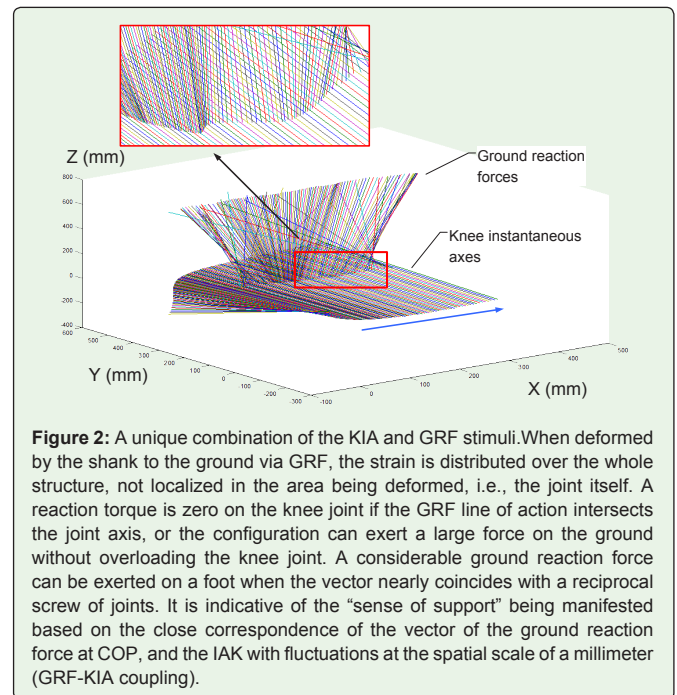 Z (mm)
Ground reaction
forces
Knee instantaneous
axes
800
600
400
200
0
-200
-400
600
500
400
300
200
100
0
-100
-200
-300
-100
0
100
200
300
400
500
Y (mm)
X (mm)
Figure 2: A unique combination of the KIA and GRF stimuli.When deformed
by the shank to the ground via GRF, the strain is distributed over the whole
structure, not localized in the area being deformed, i.e., the joint itself. A
reaction torque is zero on the knee joint if the GRF line of action intersects
the joint axis, or the configuration can exert a large force on the ground
without overloading the knee joint. A considerable ground reaction force
can be exerted on a foot when the vector nearly coincides with a reciprocal
screw of joints. It is indicative of the “sense of support” being manifested
based on the close correspondence of the vector of the ground reaction
force at COP, and the IAK with fluctuations at the spatial scale of a millimeter
(GRF-KIA coupling).